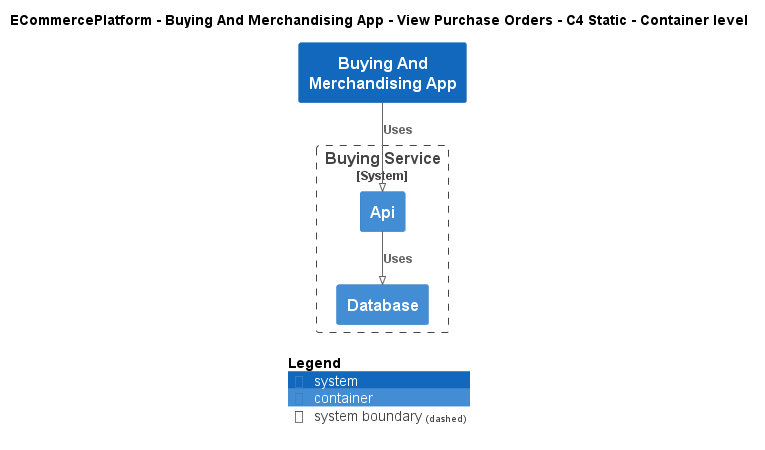 ECommercePlatform - Buying And Merchandising App - View Purchase Orders - C4 Static - Container level
Buying And
Merchandising App
Uses
Buying Service
[System]
Api
Uses
Database
Legend
system
container
system boundary (dashed)